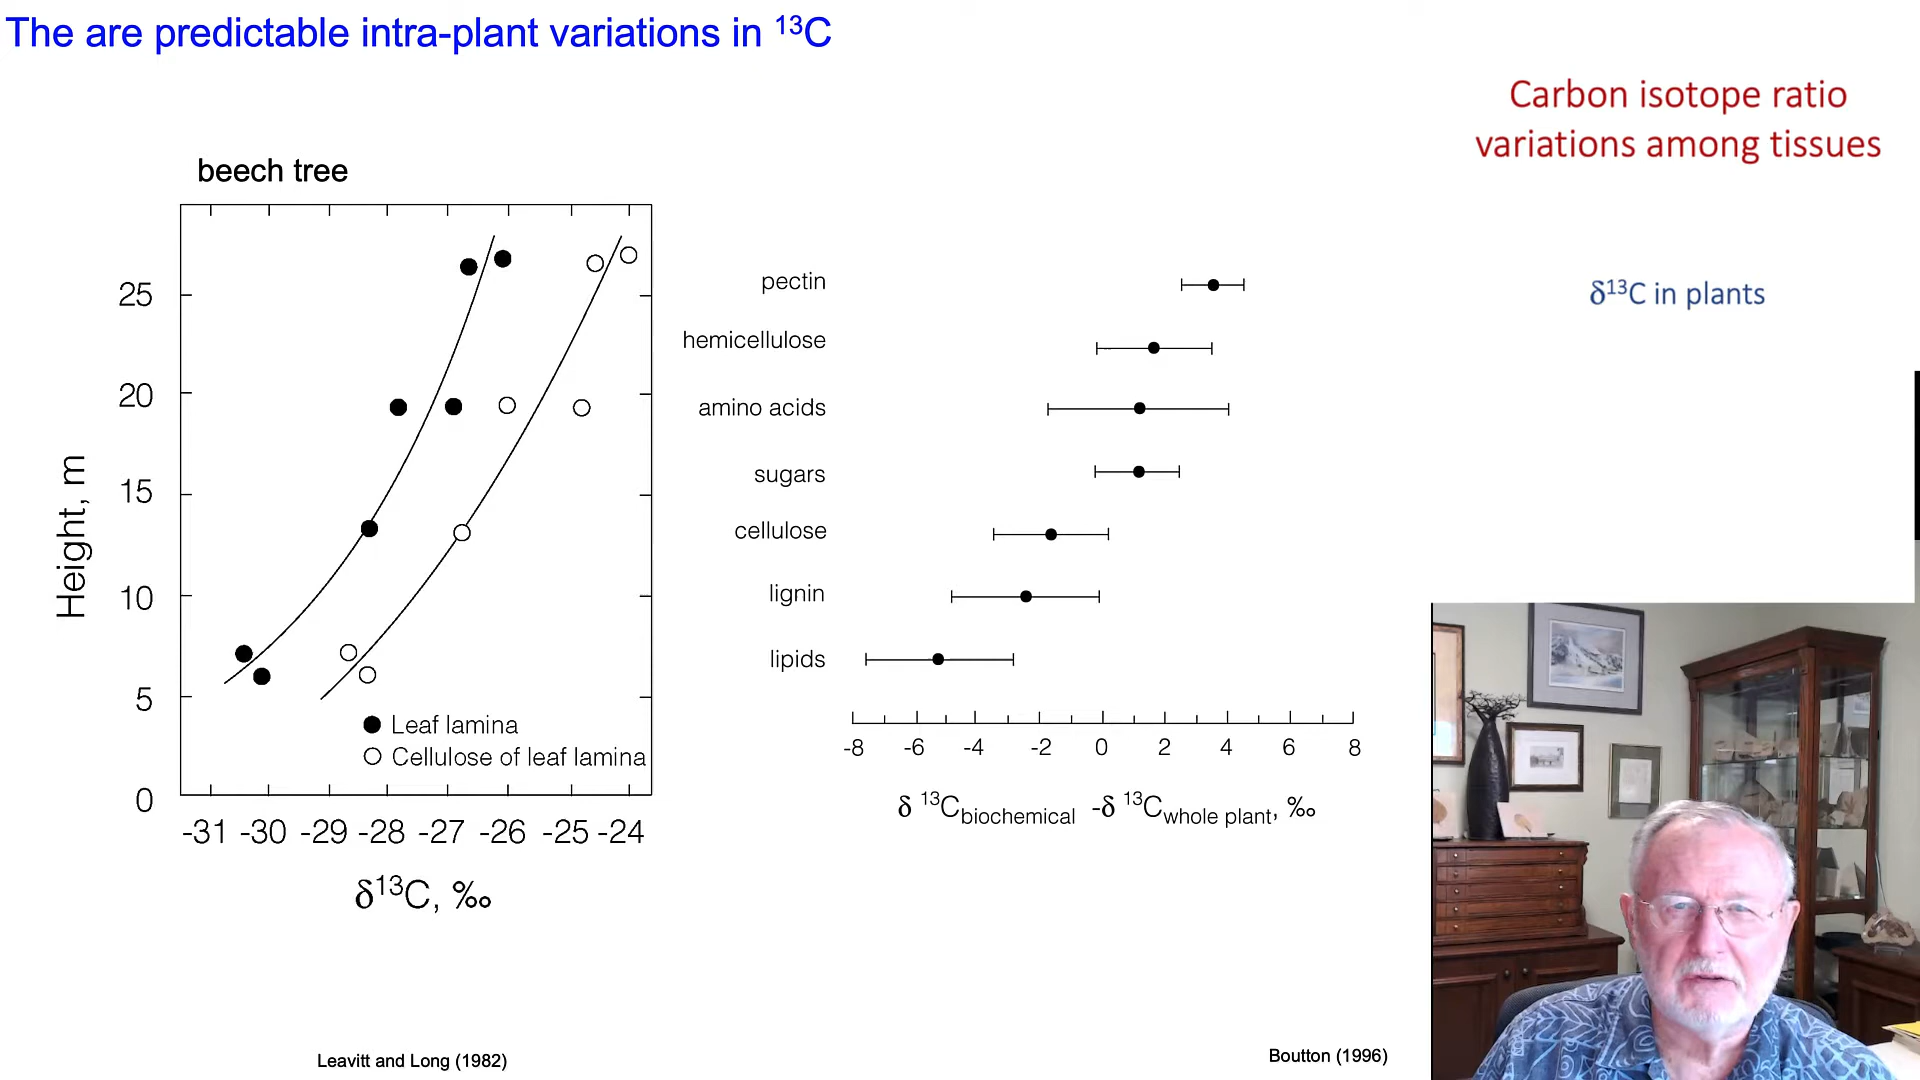 The are predictable intra-plant variations in ¹³C
Carbon isotope ratio
variations among tissues
δ¹³C in plants
beech tree
Height, m
25
20
15
10
5
0
Leaf lamina
Cellulose of leaf lamina
-31 -30 -29 -28 -27 -26 -25 -24
δ¹³C, ‰
Leavitt and Long (1982)
pectin
hemicellulose
amino acids
sugars
cellulose
lignin
lipids
-8 -6 -4 -2 0 2 4 6 8
δ ¹³Cbiochemical -δ ¹³Cwhole plant, ‰
Boutton (1996)